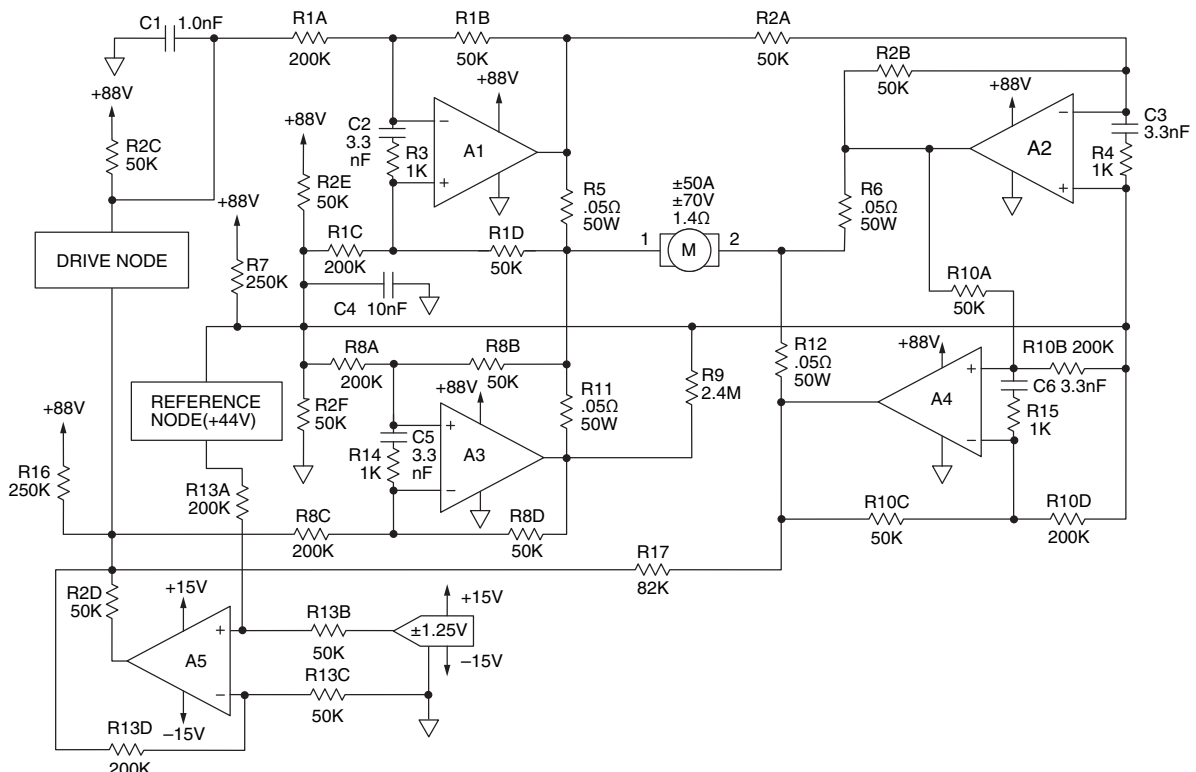 C1 1.0nF
R1A
200K
R1B
50K
R2A
50K
R2B
50K
+88V
R2C
50K
+88V
R2E
50K
C2
3.3
nF
R3
1K
+88V
−
A1
+
+88V
−
A2
+
C3
3.3nF
R4
1K
R5
.05Ω
50W
±50A
±70V
1.4Ω
1
M
2
R6
.05Ω
50W
DRIVE NODE
+88V
R7
250K
R1C
200K
R1D
50K
C4 10nF
R10A
50K
R8A
200K
R8B
50K
R9
2.4M
R12
.05Ω
50W
+88V
+
A4
−
R10B 200K
C6 3.3nF
R15
1K
REFERENCE
NODE(+44V)
R2F
50K
+88V
+
A3
−
C5
3.3
nF
R14
1K
R11
.05Ω
50W
+88V
R16
250K
R13A
200K
R8C
200K
R8D
50K
R10C
50K
R10D
200K
R17
82K
R2D
50K
+15V
+
A5
−
−15V
R13B
50K
R13C
50K
+15V
±1.25V
−15V
R13D
200K